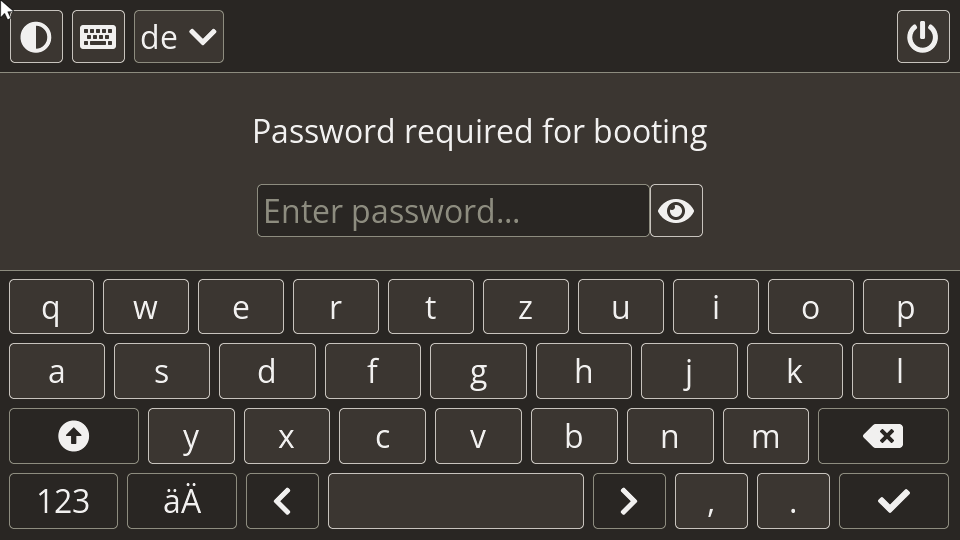 de
Password required for booting
Enter password...
q w e r t z u i o p
a s d f g h j k l
y x c v b n m
123 äÄ , .